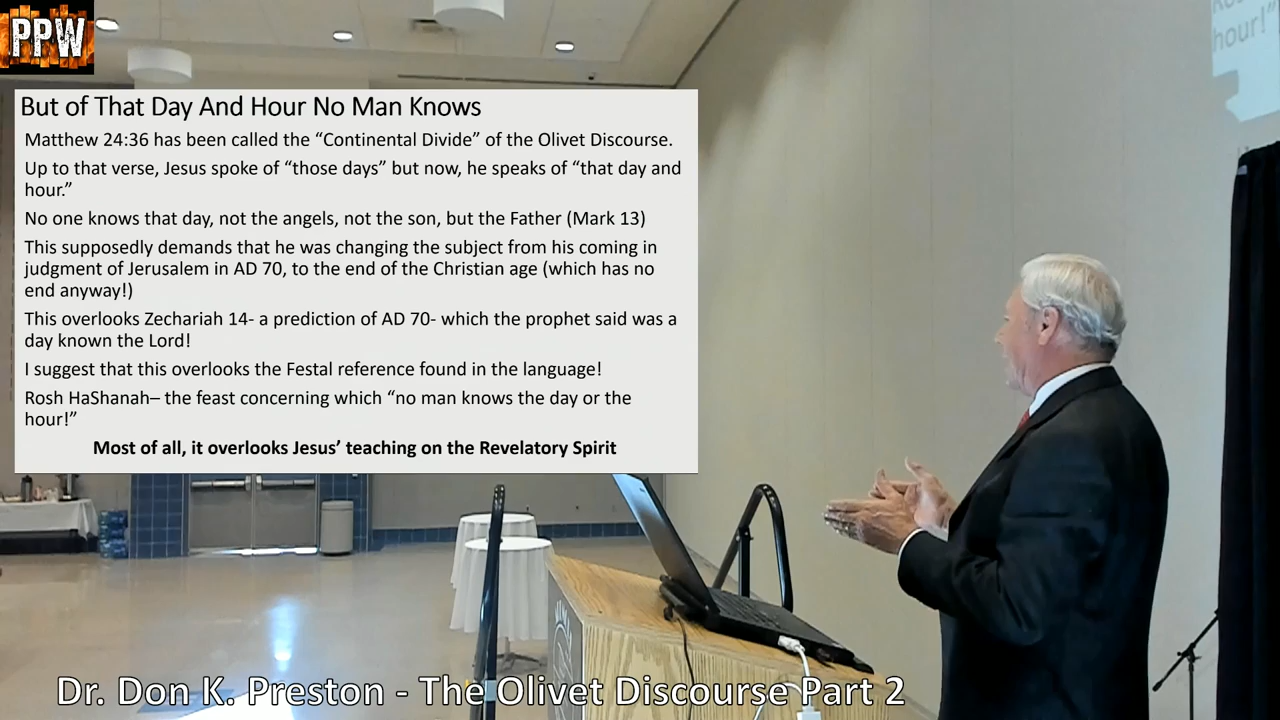 PPW
But of That Day And Hour No Man Knows
Matthew 24:36 has been called the “Continental Divide” of the Olivet Discourse.
Up to that verse, Jesus spoke of “those days” but now, he speaks of “that day and
hour.”
No one knows that day, not the angels, not the son, but the Father (Mark 13)
This supposedly demands that he was changing the subject from his coming in
judgment of Jerusalem in AD 70, to the end of the Christian age (which has no
end anyway!)
This overlooks Zechariah 14- a prediction of AD 70- which the prophet said was a
day known the Lord!
I suggest that this overlooks the Festal reference found in the language!
Rosh HaShanah– the feast concerning which “no man knows the day or the
hour!”
Most of all, it overlooks Jesus’ teaching on the Revelatory Spirit
hour!”
Dr. Don K. Preston - The Olivet Discourse Part 2